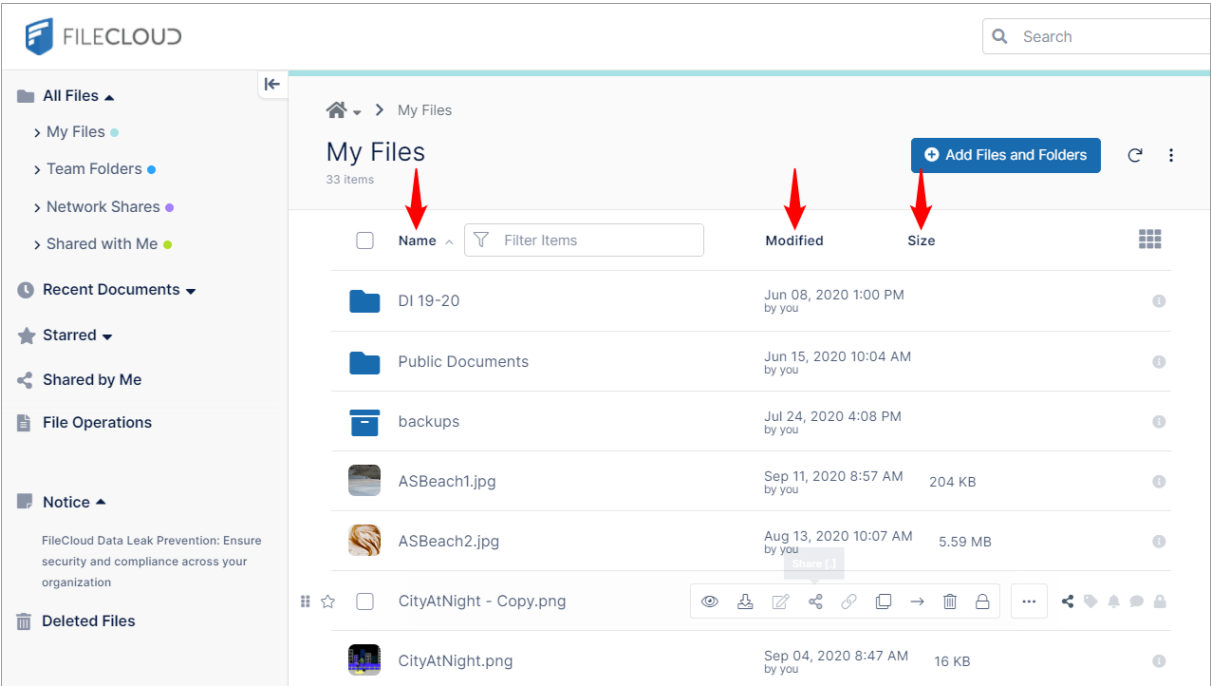 FILECLOUD
Search
All Files
My Files
Team Folders
Network Shares
Shared with Me
Recent Documents
Starred
Shared by Me
File Operations
Notice
FileCloud Data Leak Prevention: Ensure
security and compliance across your
organization
Deleted Files
My Files
My Files
33 items
Add Files and Folders
Name Filter Items Modified Size
DI 19-20 Jun 08, 2020 1:00 PM
by you
Public Documents Jun 15, 2020 10:04 AM
by you
backups Jul 24, 2020 4:08 PM
by you
ASBeach1.jpg Sep 11, 2020 8:57 AM 204 KB
by you
ASBeach2.jpg Aug 13, 2020 10:07 AM 5.59 MB
by you
Share [.]
CityAtNight - Copy.png
CityAtNight.png Sep 04, 2020 8:47 AM 16 KB
by you